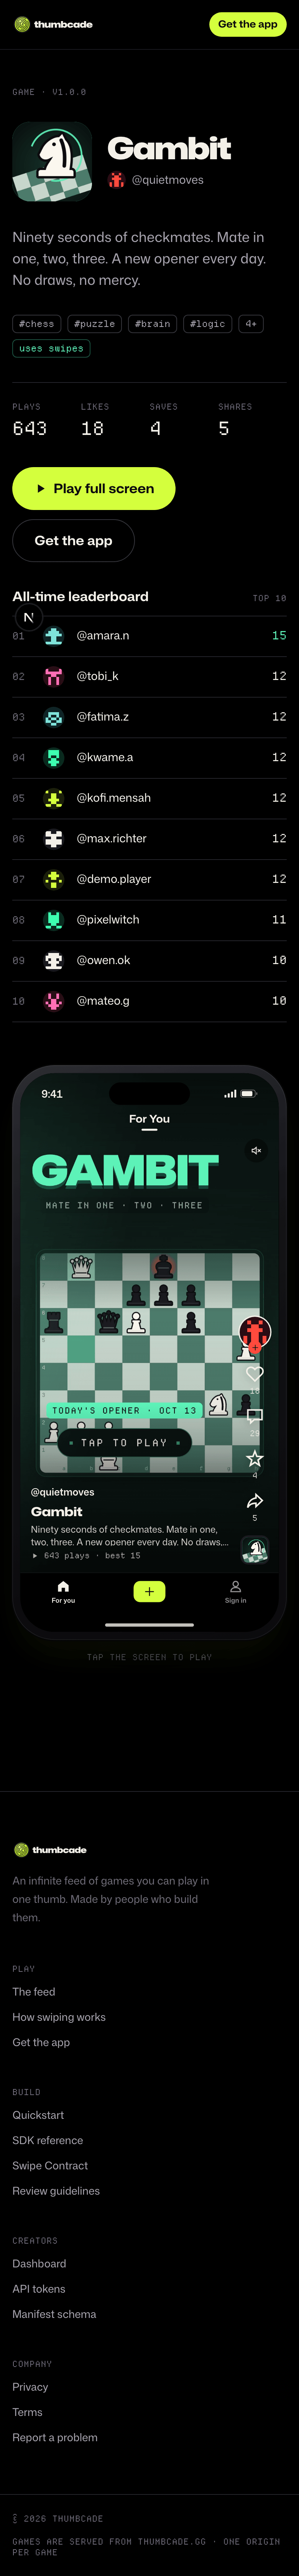 thumbcade
Get the app
GAME · V1.0.0
Gambit
@quietmoves
Ninety seconds of checkmates. Mate in
one, two, three. A new opener every day.
No draws, no mercy.
#chess #puzzle #brain #logic 4+
uses swipes
PLAYS LIKES SAVES SHARES
643 18 4 5
Play full screen
Get the app
All-time leaderboard TOP 10
N
01 @amara.n 15
02 @tobi_k 12
03 @fatima.z 12
04 @kwame.a 12
05 @kofi.mensah 12
06 @max.richter 12
07 @demo.player 12
08 @pixelwitch 11
09 @owen.ok 10
10 @mateo.g 10
9:41
For You
GAMBIT
MATE IN ONE · TWO · THREE
TODAY'S OPENER · OCT 13
TAP TO PLAY
4
5
@quietmoves
Gambit
Ninety seconds of checkmates. Mate in one,
two, three. A new opener every day. No draws,...
643 plays · best 15
For you
Sign in
TAP THE SCREEN TO PLAY
thumbcade
An infinite feed of games you can play in
one thumb. Made by people who build
them.
PLAY
The feed
How swiping works
Get the app
BUILD
Quickstart
SDK reference
Swipe Contract
Review guidelines
CREATORS
Dashboard
API tokens
Manifest schema
COMPANY
Privacy
Terms
Report a problem
© 2026 THUMBCADE
GAMES ARE SERVED FROM THUMBCADE.GG · ONE ORIGIN
PER GAME